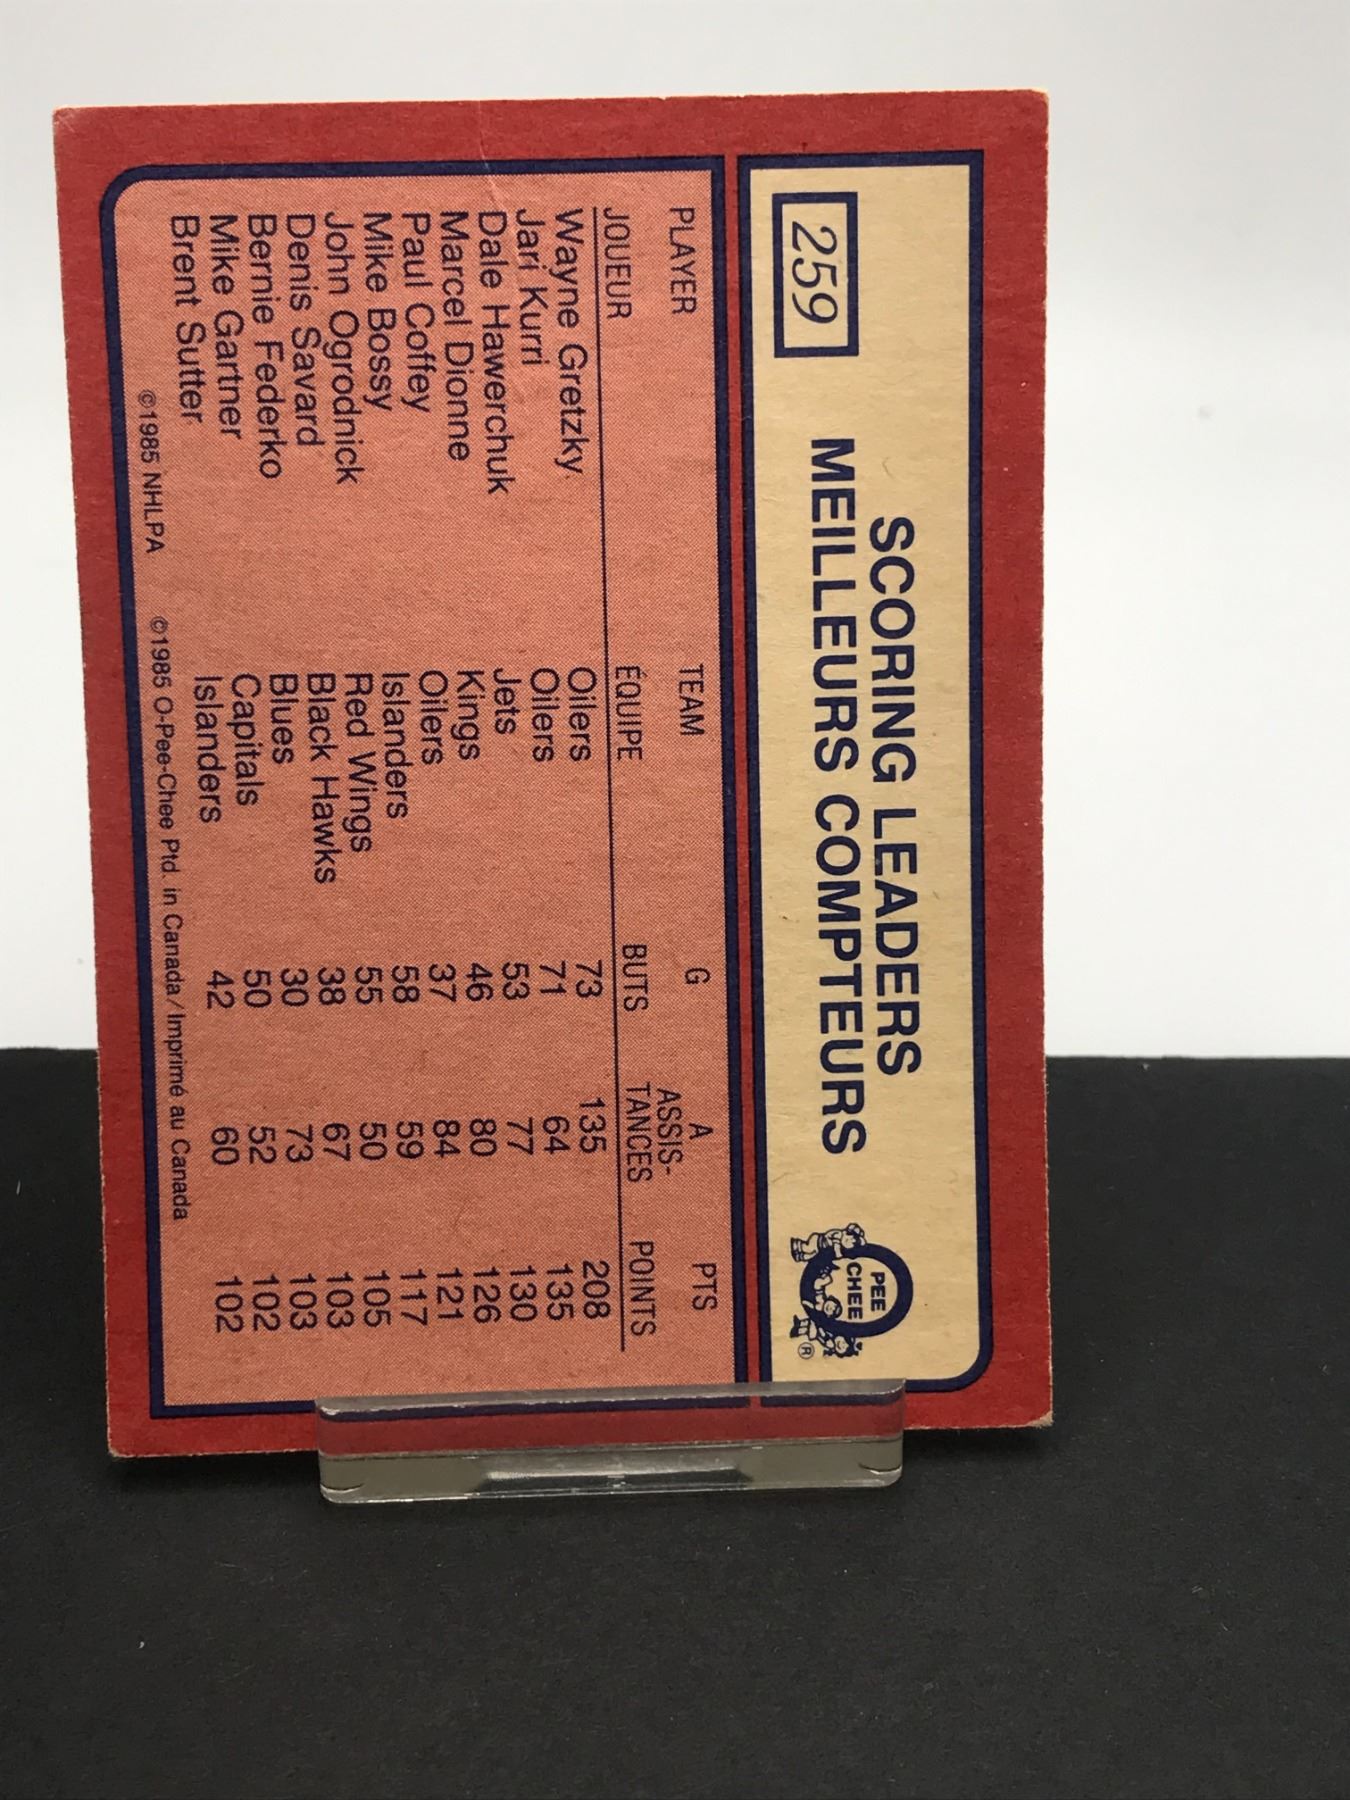 259
SCORING LEADERS
MEILLEURS COMPTEURS
PEE
CHEE
®
PLAYER TEAM G A PTS
JOUEUR ÉQUIPE BUTS ASSIS-
TANCES POINTS
Wayne Gretzky Oilers 73 135 208
Jari Kurri Oilers 71 64 135
Dale Hawerchuk Jets 53 77 130
Marcel Dionne Kings 46 80 126
Paul Coffey Oilers 37 84 121
Mike Bossy Islanders 58 59 117
John Ogrodnick Red Wings 55 50 105
Denis Savard Black Hawks 38 67 103
Bernie Federko Blues 30 73 103
Mike Gartner Capitals 50 52 102
Brent Sutter Islanders 42 60 102
©1985 NHLPA ©1985 O-Pee-Chee Ptd. in Canada/Imprimé au Canada